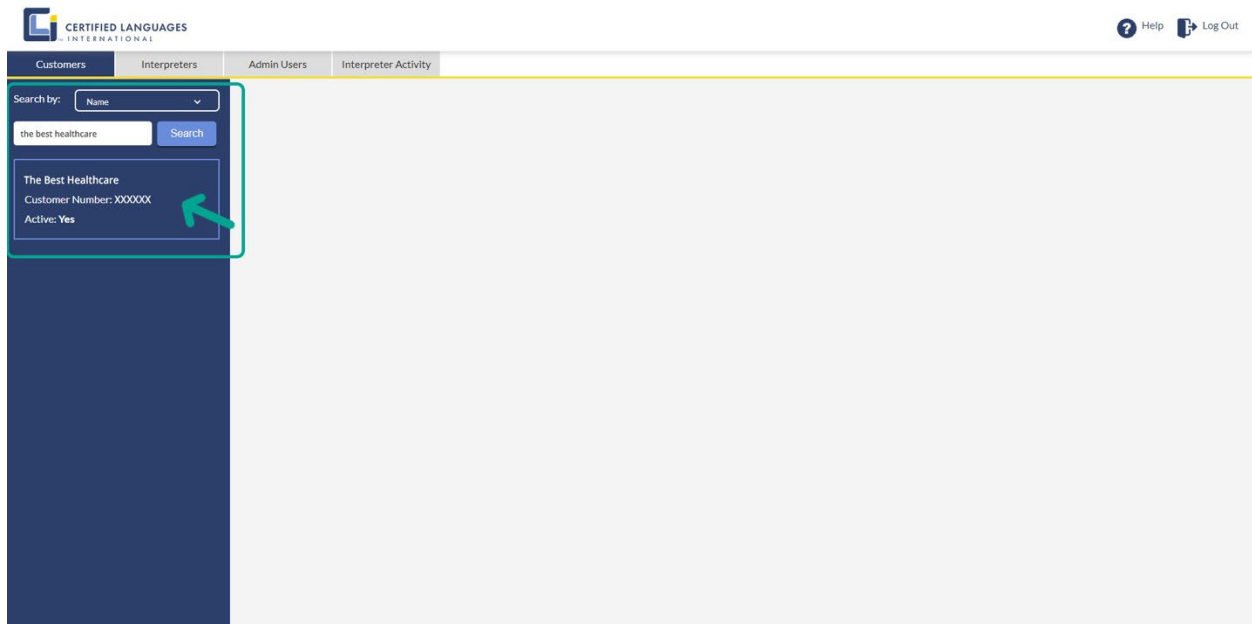 CERTIFIED LANGUAGES
INTERNATIONAL
Help
Log Out
Customers
Interpreters
Admin Users
Interpreter Activity
Search by:
Name
the best healthcare
Search
The Best Healthcare
Customer Number: XXXXXX
Active: Yes